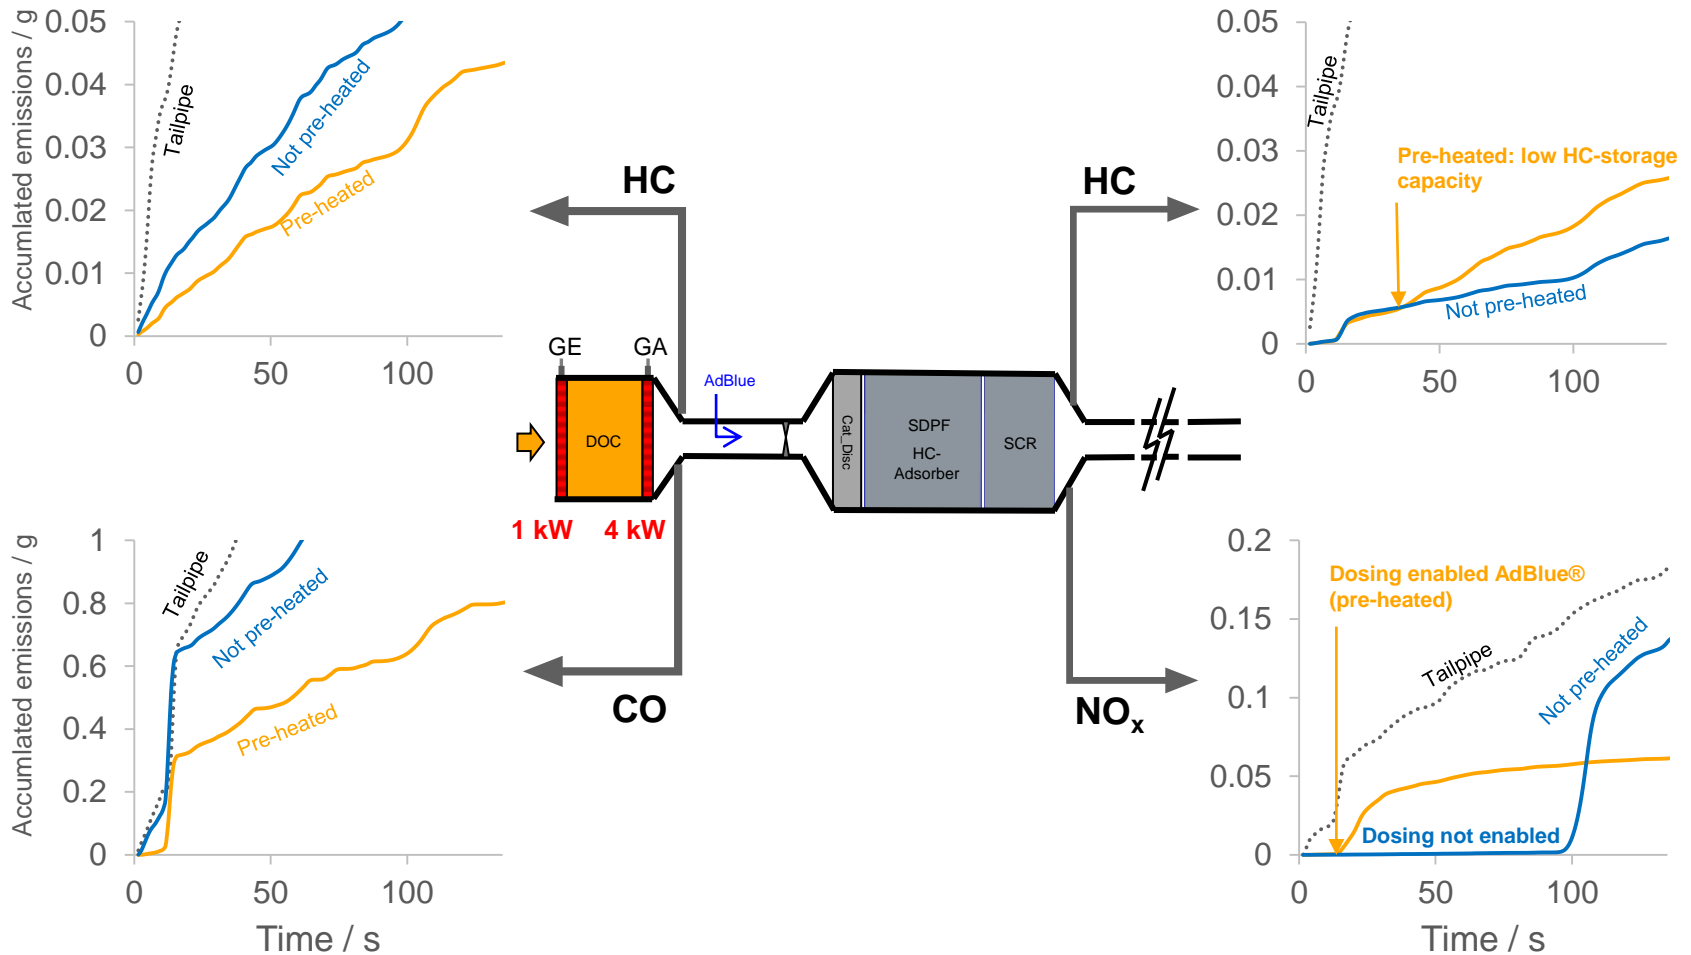 Accumulated emissions / g
0.05
0.04
0.03
0.02
0.01
0
0
50
100
Tailpipe
Not pre-heated
Pre-heated
HC
HC
0.05
0.04
0.03
0.02
0.01
0
50
100
Tailpipe
Pre-heated: low HC-storage
capacity
Not pre-heated
GE
GA
AdBlue
DOC
Cat_Disc
SDPF
HC-
Adsorber
SCR
1 kW
4 kW
Accumulated emissions / g
1
0.8
0.6
0.4
0.2
0
0
50
100
Time / s
Tailpipe
Not pre-heated
Pre-heated
CO
NOx
0.2
0.15
0.1
0.05
0
0
50
100
Time / s
Dosing enabled AdBlue®
(pre-heated)
Tailpipe
Not pre-heated
Dosing not enabled